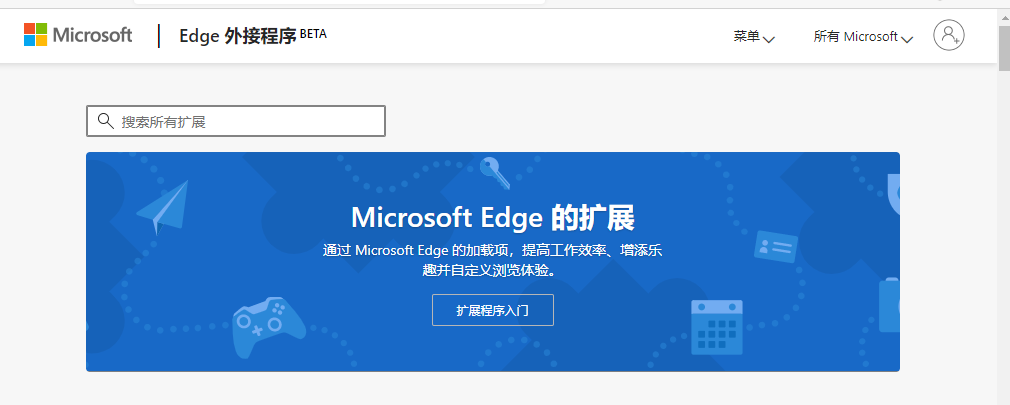 Microsoft Edge 外接程序 BETA 菜单 所有 Microsoft
搜索所有扩展
Microsoft Edge 的扩展
通过 Microsoft Edge 的加载项，提高工作效率、增添乐
趣并自定义浏览体验。
扩展程序入门